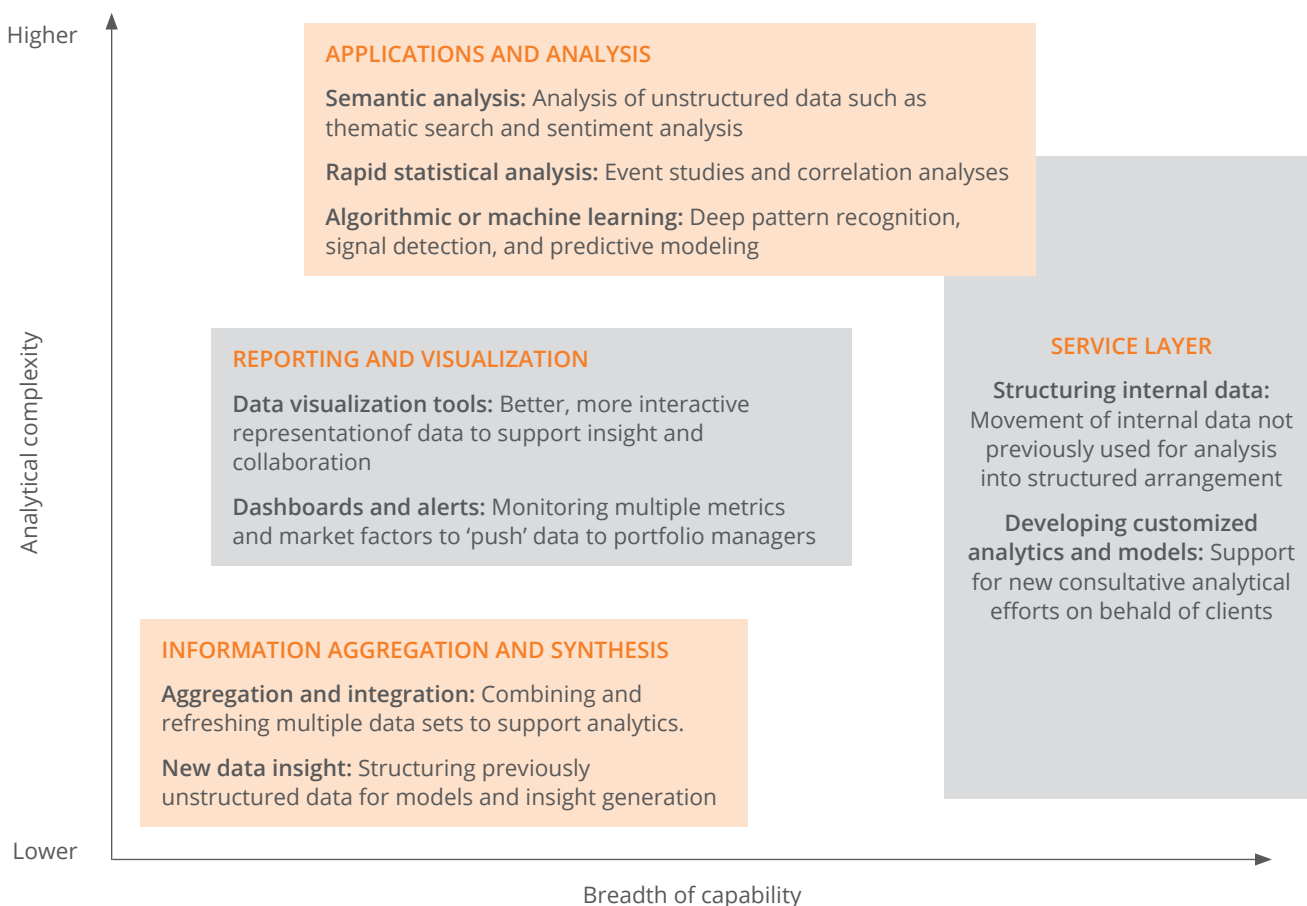 Higher
APPLICATIONS AND ANALYSIS
Semantic analysis: Analysis of unstructured data such as
thematic search and sentiment analysis
Rapid statistical analysis: Event studies and correlation analyses
Algorithmic or machine learning: Deep pattern recognition,
signal detection, and predictive modeling
Analytical complexity
REPORTING AND VISUALIZATION
Data visualization tools: Better, more interactive
representationof data to support insight and
collaboration
Dashboards and alerts: Monitoring multiple metrics
and market factors to ‘push’ data to portfolio managers
SERVICE LAYER
Structuring internal data:
Movement of internal data not
previously used for analysis
into structured arrangement
Developing customized
analytics and models: Support
for new consultative analytical
efforts on behald of clients
INFORMATION AGGREGATION AND SYNTHESIS
Aggregation and integration: Combining and
refreshing multiple data sets to support analytics.
New data insight: Structuring previously
unstructured data for models and insight generation
Lower
Breadth of capability